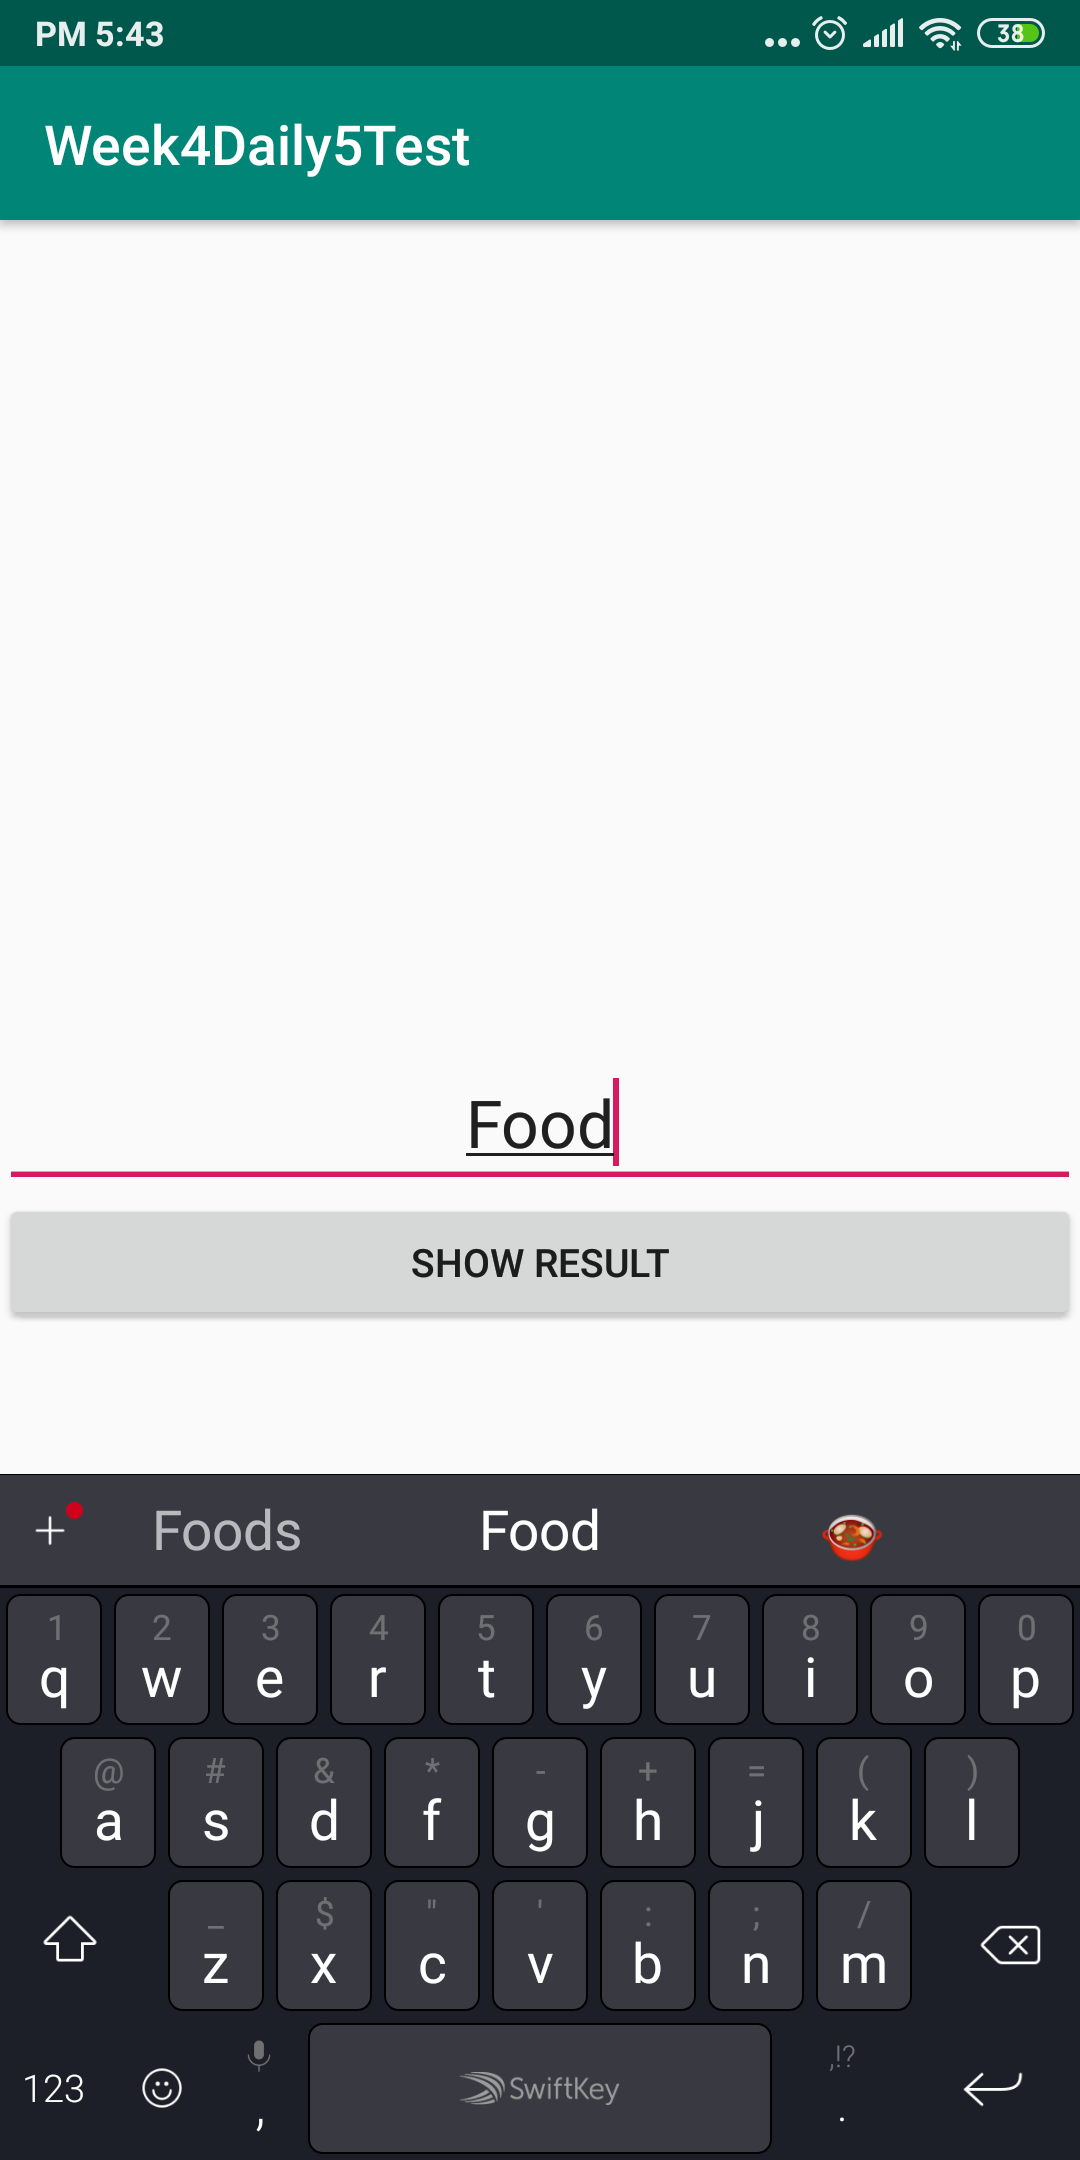 PM 5:43
38
Week4Daily5Test
Food
SHOW RESULT
Foods Food
1 2 3 4 5 6 7 8 9 0
q w e r t y u i o p
@ # & * - + = ( )
a s d f g h j k l
_ $ " ' : ; /
z x c v b n m
,!?
123 , SwiftKey .